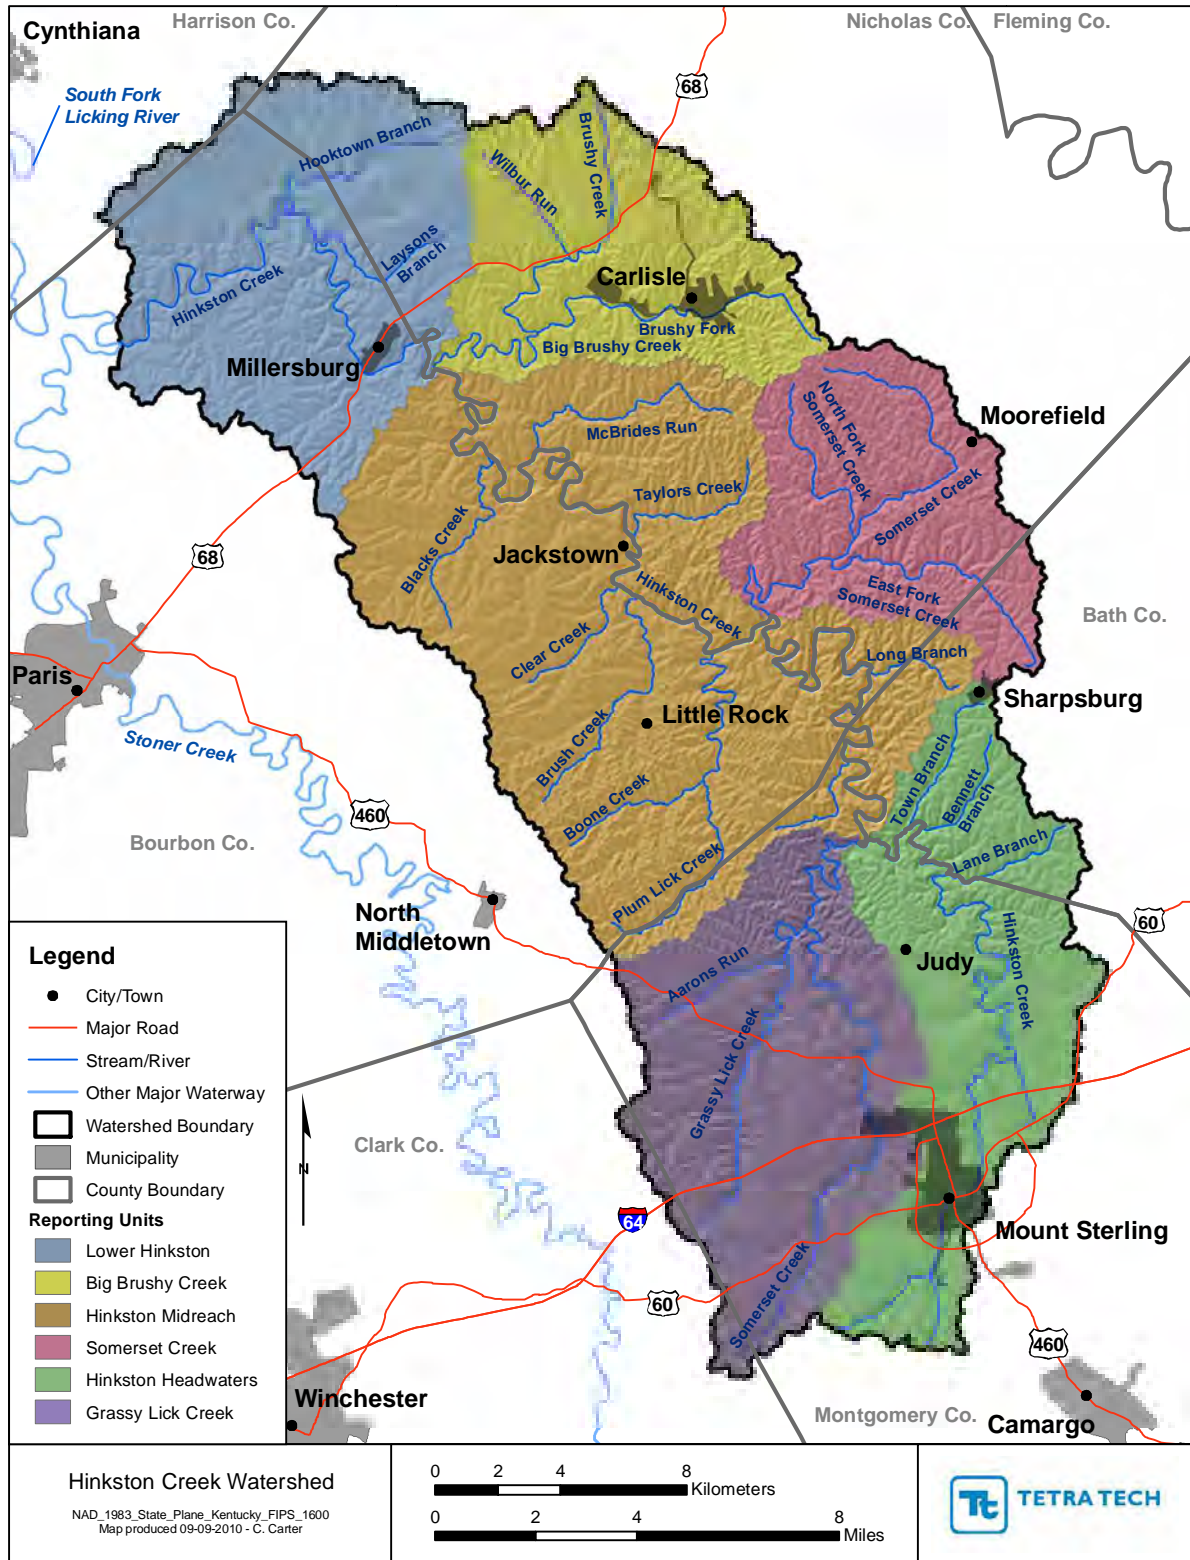 Harrison Co.
Nicholas Co.
Fleming Co.
Cynthiana
South Fork
Licking River
68
Hooktown Branch
Wilbur Run
Brushy Creek
Laysons
Branch
Hinkston Creek
Carlisle
Brushy Fork
Big Brushy Creek
Millersburg
Moorefield
North Fork
Somerset Creek
McBrides Run
Taylors Creek
Somerset Creek
68
Blacks Creek
Jackstown
Hinkston Creek
East Fork
Somerset Creek
Bath Co.
Clear Creek
Long Branch
Paris
Sharpsburg
Little Rock
Stoner Creek
Brush Creek
Town Branch
Bennett
Branch
460
Boone Creek
Bourbon Co.
Lane Branch
Plum Lick Creek
North
Middletown
60
Judy
Hinkston Creek
Aarons Run
Grassy Lick Creek
Clark Co.
64
Mount Sterling
Somerset Creek
60
460
Winchester
Montgomery Co.
Camargo
Legend
City/Town
Major Road
Stream/River
Other Major Waterway
Watershed Boundary
Municipality
County Boundary
N
Reporting Units
Lower Hinkston
Big Brushy Creek
Hinkston Midreach
Somerset Creek
Hinkston Headwaters
Grassy Lick Creek
Hinkston Creek Watershed
NAD_1983_State_Plane_Kentucky_FIPS_1600
Map produced 09-09-2010 - C. Carter
0 2 4 8
Kilometers
0 2 4 8
Miles
Tt
TETRA TECH